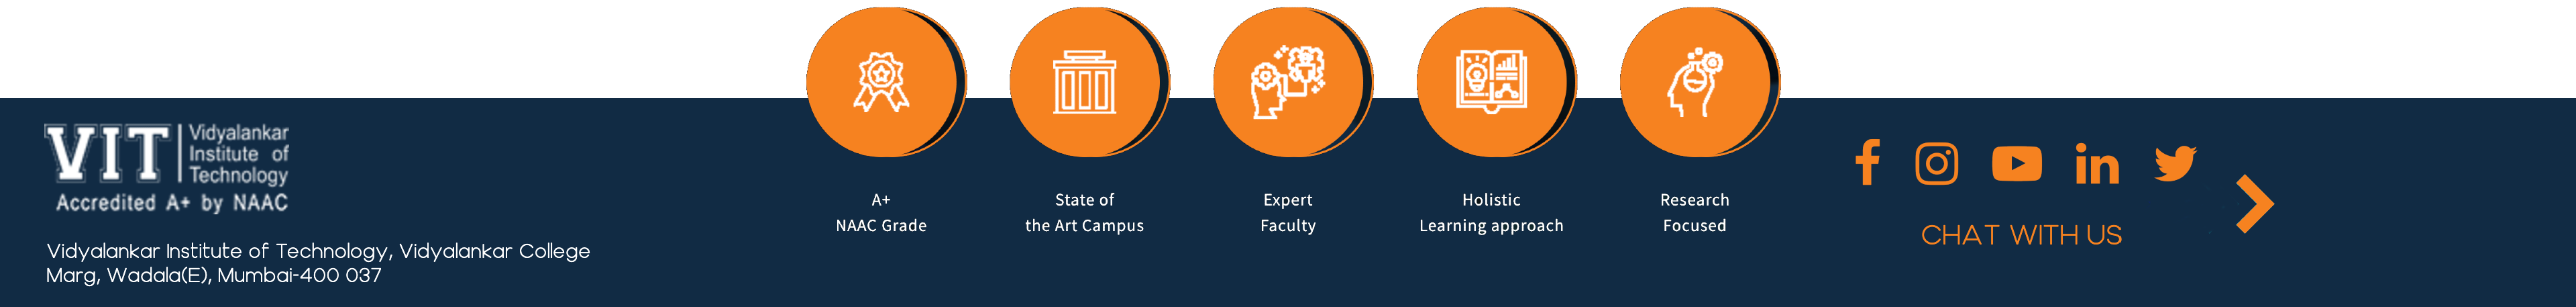 VIT
Vidyalankar
Institute of
Technology
Accredited A+ by NAAC
Vidyalankar Institute of Technology, Vidyalankar College
Marg, Wadala(E), Mumbai-400 037
A+
NAAC Grade
State of
the Art Campus
Expert
Faculty
Holistic
Learning approach
Research
Focused
CHAT WITH US